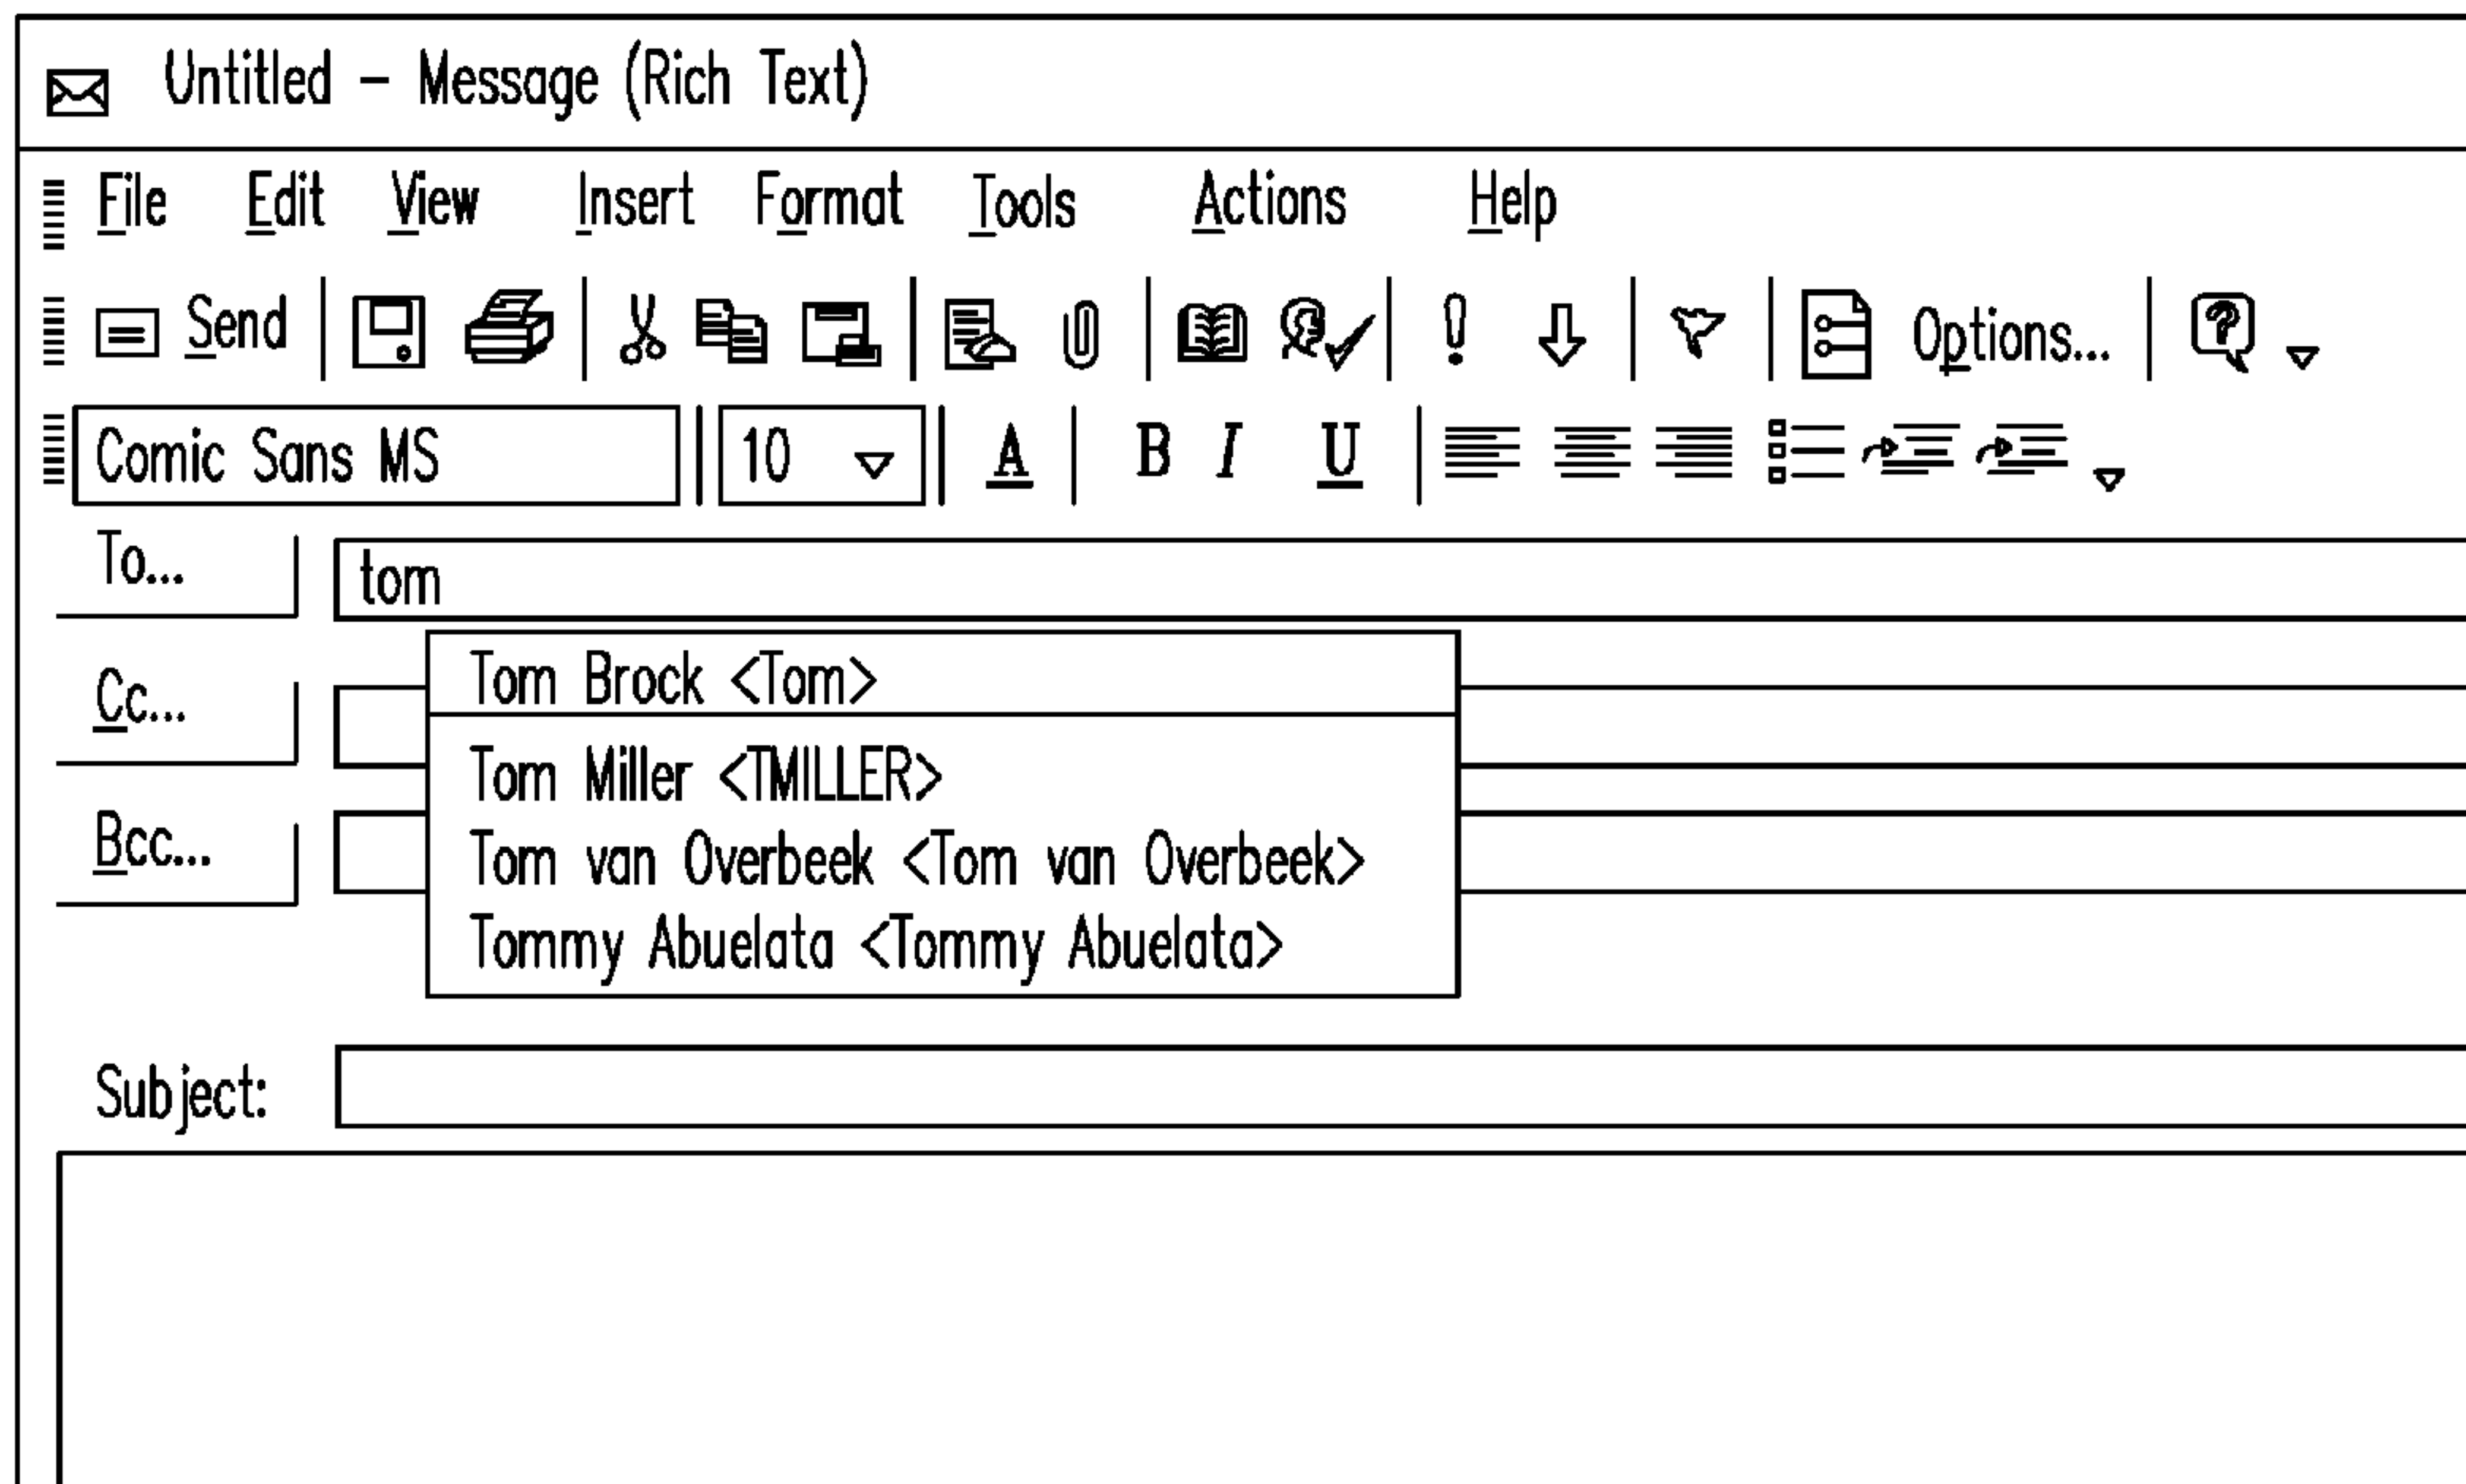 Untitled – Message (Rich Text)
File Edit View Insert Format Tools Actions Help
Send Options...
Comic Sans MS 10 A B I U
To... tom
Tom Brock <Tom>
Cc...
Tom Miller <TMILLER>
Bcc...
Tom van Overbeek <Tom van Overbeek>
Tommy Abuelata <Tommy Abuelata>
Subject: